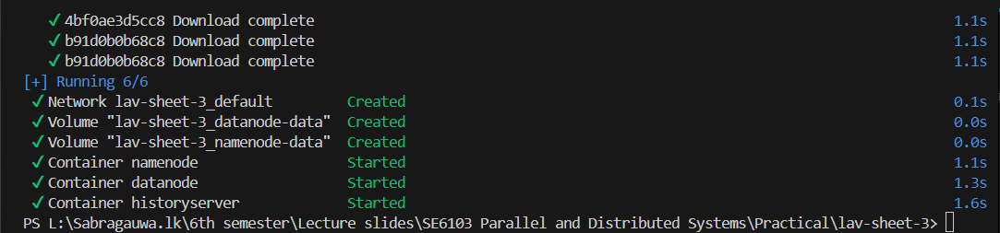 ✓ 4bf0ae3d5cc8 Download complete 1.1s
✓ b91d0b0b68c8 Download complete 1.1s
✓ b91d0b0b68c8 Download complete 1.1s
[+] Running 6/6
✓ Network lav-sheet-3_default Created 0.1s
✓ Volume "lav-sheet-3_datanode-data" Created 0.0s
✓ Volume "lav-sheet-3_namenode-data" Created 0.0s
✓ Container namenode Started 1.1s
✓ Container datanode Started 1.3s
✓ Container historyserver Started 1.6s
PS L:\Sabragauwa.lk\6th semester\Lecture slides\SE6103 Parallel and Distributed Systems\Practical\lav-sheet-3>